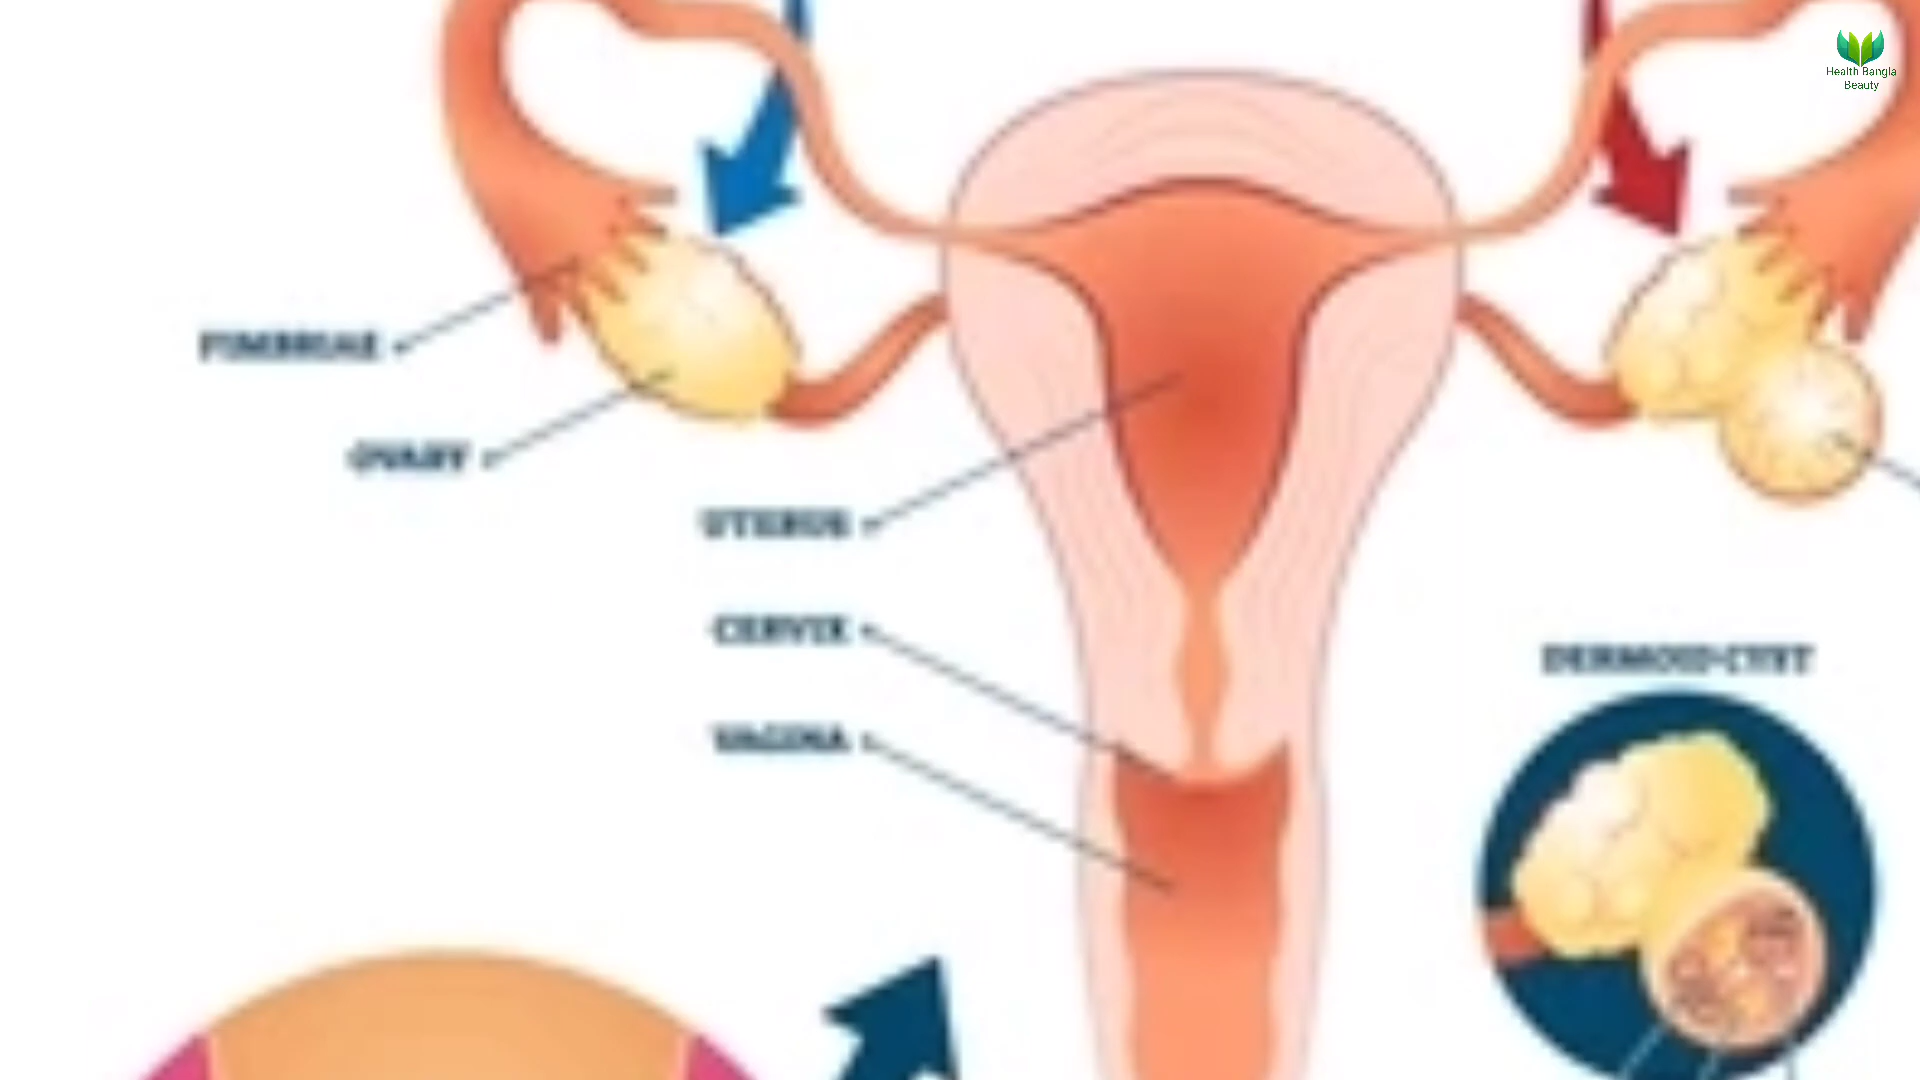 Health Bangla
Beauty
FIMBRIAE
OVARY
UTERUS
CERVIX
VAGINA
DERMOID CYST